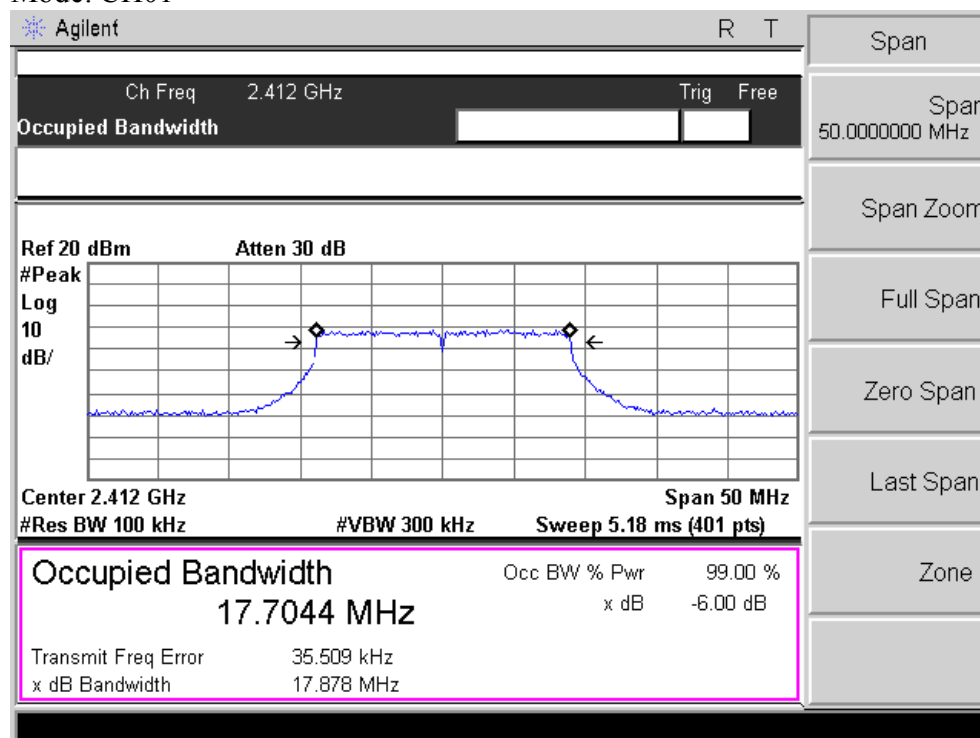 Mode: CH01
Agilent R T
Ch Freq 2.412 GHz Trig Free
Occupied Bandwidth
Ref 20 dBm Atten 30 dB
#Peak
Log
10
dB/
Center 2.412 GHz Span 50 MHz
#Res BW 100 kHz #VBW 300 kHz Sweep 5.18 ms (401 pts)
Occupied Bandwidth Occ BW % Pwr 99.00 %
17.7044 MHz x dB -6.00 dB
Transmit Freq Error 35.509 kHz
x dB Bandwidth 17.878 MHz
Span
Span
50.0000000 MHz
Span Zoom
Full Span
Zero Span
Last Span
Zone